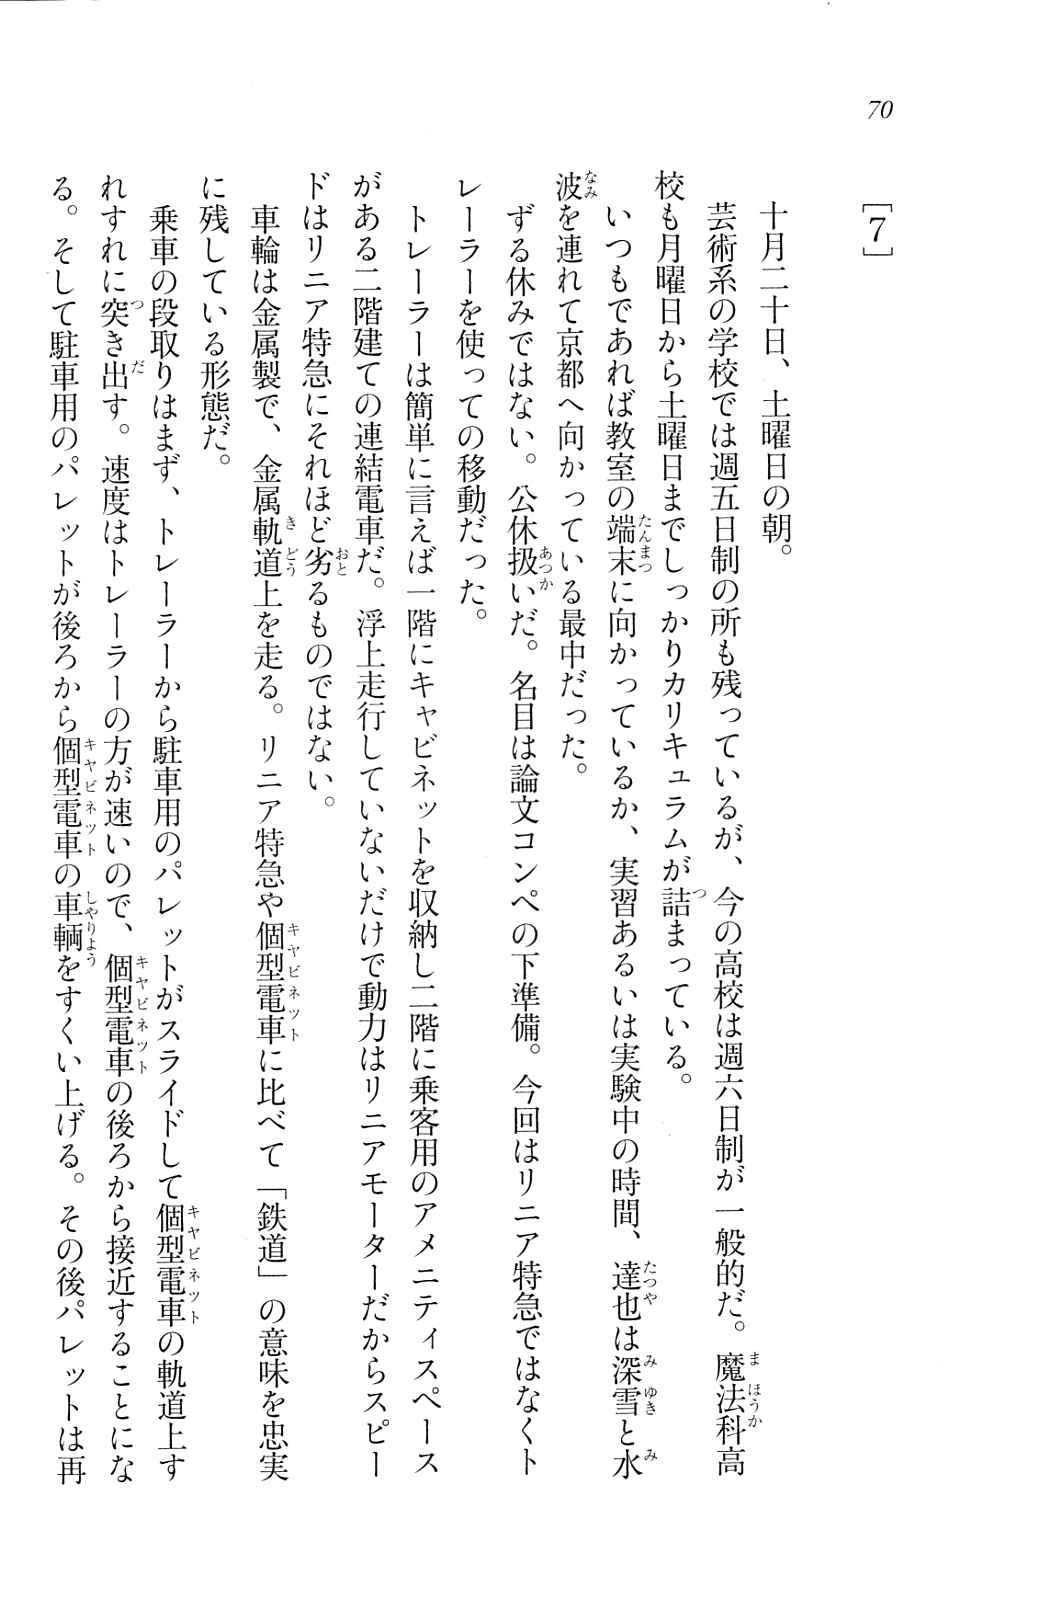 70
[7]
十月二十日、土曜日の朝。
芸術系の学校では週五日制の所も残っているが、今の高校は週六日制が一般的だ。魔法科高
校も月曜日から土曜日までしっかりカリキュラムが詰まっている。
いつもであれば教室の端末に向かっているか、実習あるいは実験中の時間、達也は深雪と水
波を連れて京都へ向かっている最中だった。
ずる休みではない。公休扱いだ。名目は論文コンペの下準備。今回はリニア特急ではなくト
レーラーを使っての移動だった。
トレーラーは簡単に言えば一階にキャビネットを収納し二階に乗客用のアメニティスペース
がある二階建ての連結電車だ。浮上走行していないだけで動力はリニアモーターだからスピー
ドはリニア特急にそれほど劣るものではない。
車輪は金属製で、金属軌道上を走る。リニア特急や個型電車に比べて「鉄道」の意味を忠実
に残している形態だ。
乗車の段取りはまず、トレーラーから駐車用のパレットがスライドして個型電車の軌道上す
れすれに突き出す。速度はトレーラーの方が速いので、個型電車の後ろから接近することにな
る。そして駐車用のパレットが後ろから個型電車の車輌をすくい上げる。その後パレットは再